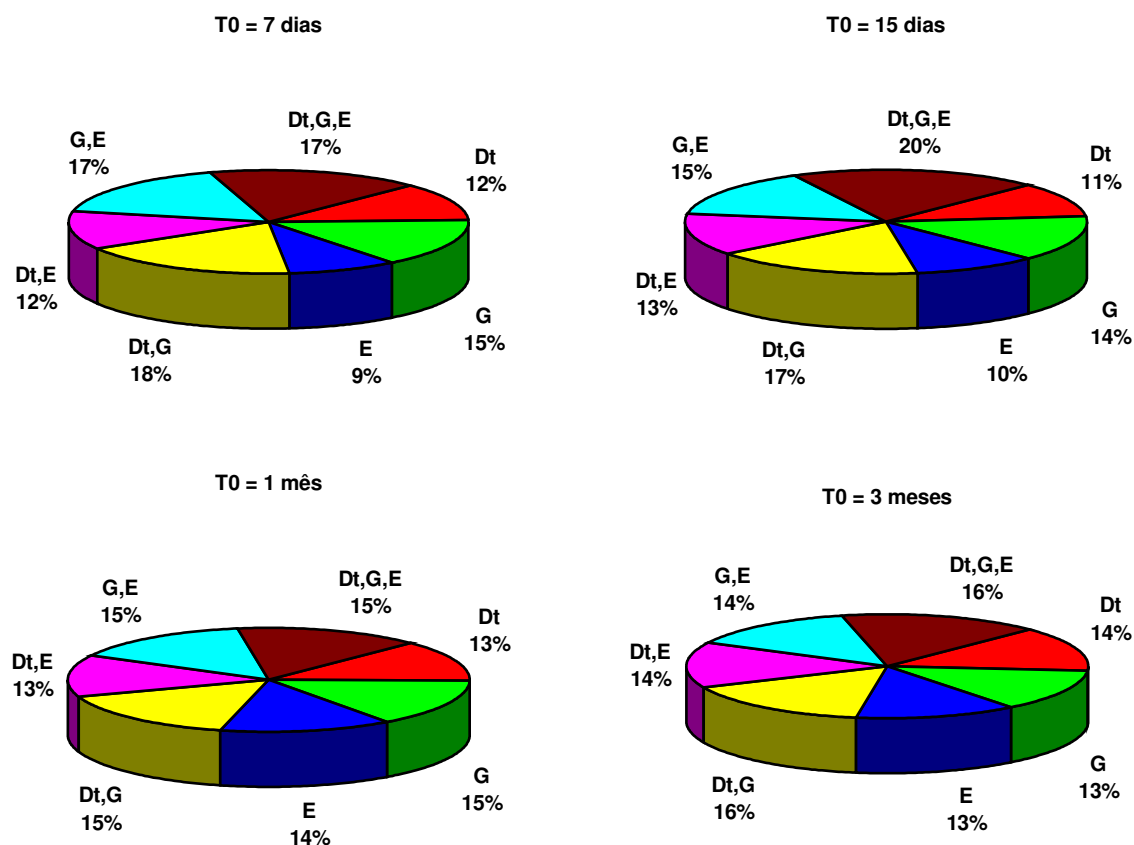 T0 = 7 dias
Dt,G,E
17%
G,E
17%
Dt
12%
Dt,E
12%
G
15%
Dt,G
18%
E
9%
T0 = 15 dias
Dt,G,E
20%
G,E
15%
Dt
11%
Dt,E
13%
G
14%
Dt,G
17%
E
10%
T0 = 1 mês
Dt,G,E
15%
G,E
15%
Dt
13%
Dt,E
13%
G
15%
Dt,G
15%
E
14%
T0 = 3 meses
Dt,G,E
16%
G,E
14%
Dt
14%
Dt,E
14%
G
13%
Dt,G
16%
E
13%